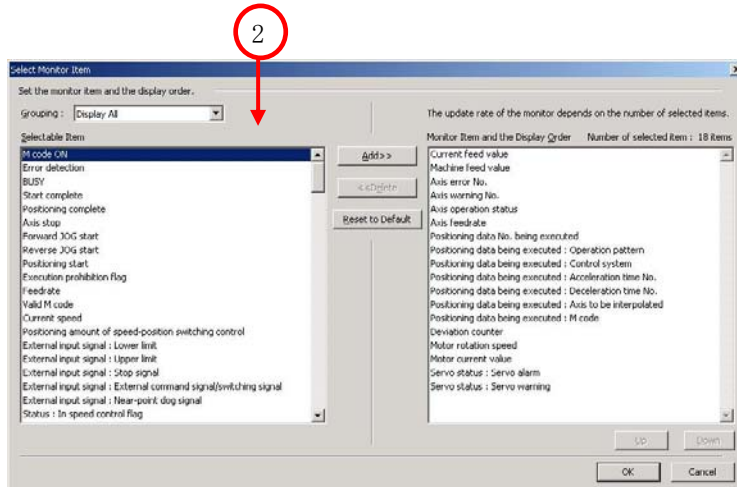 2
Select Monitor Item
Set the monitor item and the display order.
Grouping : Display All
The update rate of the monitor depends on the number of selected items.
Selectable Item
Monitor Item and the Display Order Number of selected item : 18 items
M code ON
Error detection
BUSY
Start complete
Positioning complete
Axis stop
Forward JOG start
Reverse JOG start
Positioning start
Execution prohibition flag
Feedrate
Valid M code
Current speed
Positioning amount of speed-position switching control
External input signal : Lower limit
External input signal : Upper limit
External input signal : Stop signal
External input signal : External command signal/switching signal
External input signal : Near-point dog signal
Status : In speed control flag
Add>>
<<Delete
Reset to Default
Current feed value
Machine feed value
Axis error No.
Axis warning No.
Axis operation status
Axis feedrate
Positioning data No. being executed
Positioning data being executed : Operation pattern
Positioning data being executed : Control system
Positioning data being executed : Acceleration time No.
Positioning data being executed : Deceleration time No.
Positioning data being executed : Axis to be interpolated
Positioning data being executed : M code
Deviation counter
Motor rotation speed
Motor current value
Servo status : Servo alarm
Servo status : Servo warning
Up Down
OK Cancel